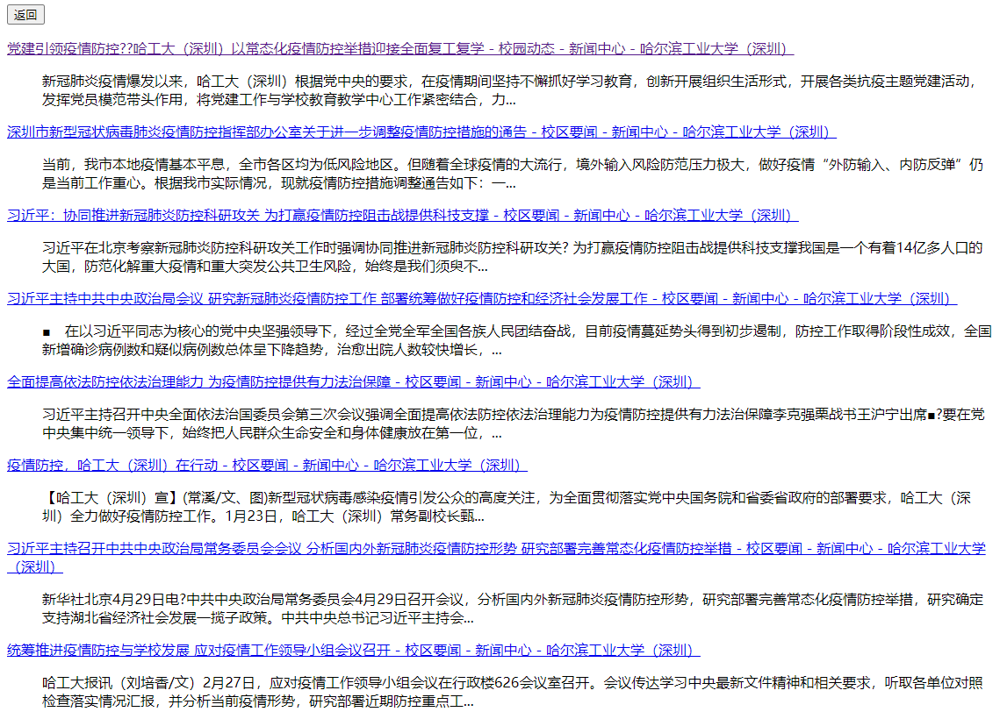 返回
党建引领疫情防控??哈工大（深圳）以常态化疫情防控举措迎接全面复工复学 - 校园动态 - 新闻中心 - 哈尔滨工业大学（深圳）
新冠肺炎疫情爆发以来，哈工大（深圳）根据党中央的要求，在疫情期间坚持不懈抓好学习教育，创新开展组织生活形式，开展各类抗疫主题党建活动，
发挥党员模范带头作用，将党建工作与学校教育教学中心工作紧密结合，力...
深圳市新型冠状病毒肺炎疫情防控指挥部办公室关于进一步调整疫情防控措施的通告 - 校区要闻 - 新闻中心 - 哈尔滨工业大学（深圳）
当前，我市本地疫情基本平息，全市各区均为低风险地区。但随着全球疫情的大流行，境外输入风险防范压力极大，做好疫情“外防输入、内防反弹”仍
是当前工作重心。根据我市实际情况，现就疫情防控措施调整通告如下：一...
习近平：协同推进新冠肺炎防控科研攻关 为打赢疫情防控阻击战提供科技支撑 - 校区要闻 - 新闻中心 - 哈尔滨工业大学（深圳）
习近平在北京考察新冠肺炎防控科研攻关工作时强调协同推进新冠肺炎防控科研攻关? 为打赢疫情防控阻击战提供科技支撑我国是一个有着14亿多人口的
大国，防范化解重大疫情和重大突发公共卫生风险，始终是我们须臾不...
习近平主持中共中央政治局会议 研究新冠肺炎疫情防控工作 部署统筹做好疫情防控和经济社会发展工作 - 校区要闻 - 新闻中心 - 哈尔滨工业大学（深圳）
■　在以习近平同志为核心的党中央坚强领导下，经过全党全军全国各族人民团结奋战，目前疫情蔓延势头得到初步遏制，防控工作取得阶段性成效，全国
新增确诊病例数和疑似病例数总体呈下降趋势，治愈出院人数较快增长，...
全面提高依法防控依法治理能力 为疫情防控提供有力法治保障 - 校区要闻 - 新闻中心 - 哈尔滨工业大学（深圳）
习近平主持召开中央全面依法治国委员会第三次会议强调全面提高依法防控依法治理能力为疫情防控提供有力法治保障李克强栗战书王沪宁出席■?要在党
中央集中统一领导下，始终把人民群众生命安全和身体健康放在第一位，...
疫情防控，哈工大（深圳）在行动 - 校区要闻 - 新闻中心 - 哈尔滨工业大学（深圳）
【哈工大（深圳）宣】(常溪/文、图)新型冠状病毒感染疫情引发公众的高度关注，为全面贯彻落实党中央国务院和省委省政府的部署要求，哈工大（深
圳）全力做好疫情防控工作。1月23日，哈工大（深圳）常务副校长甄...
习近平主持召开中共中央政治局常务委员会会议 分析国内外新冠肺炎疫情防控形势 研究部署完善常态化疫情防控举措 - 校区要闻 - 新闻中心 - 哈尔滨工业大学
（深圳）
新华社北京4月29日电?中共中央政治局常务委员会4月29日召开会议，分析国内外新冠肺炎疫情防控形势，研究部署完善常态化疫情防控举措，研究确定
支持湖北省经济社会发展一揽子政策。中共中央总书记习近平主持会...
统筹推进疫情防控与学校发展 应对疫情工作领导小组会议召开 - 校区要闻 - 新闻中心 - 哈尔滨工业大学（深圳）
哈工大报讯（刘培香/文）2月27日，应对疫情工作领导小组会议在行政楼626会议室召开。会议传达学习中央最新文件精神和相关要求，听取各单位对照
检查落实情况汇报，并分析当前疫情形势，研究部署近期防控重点工...